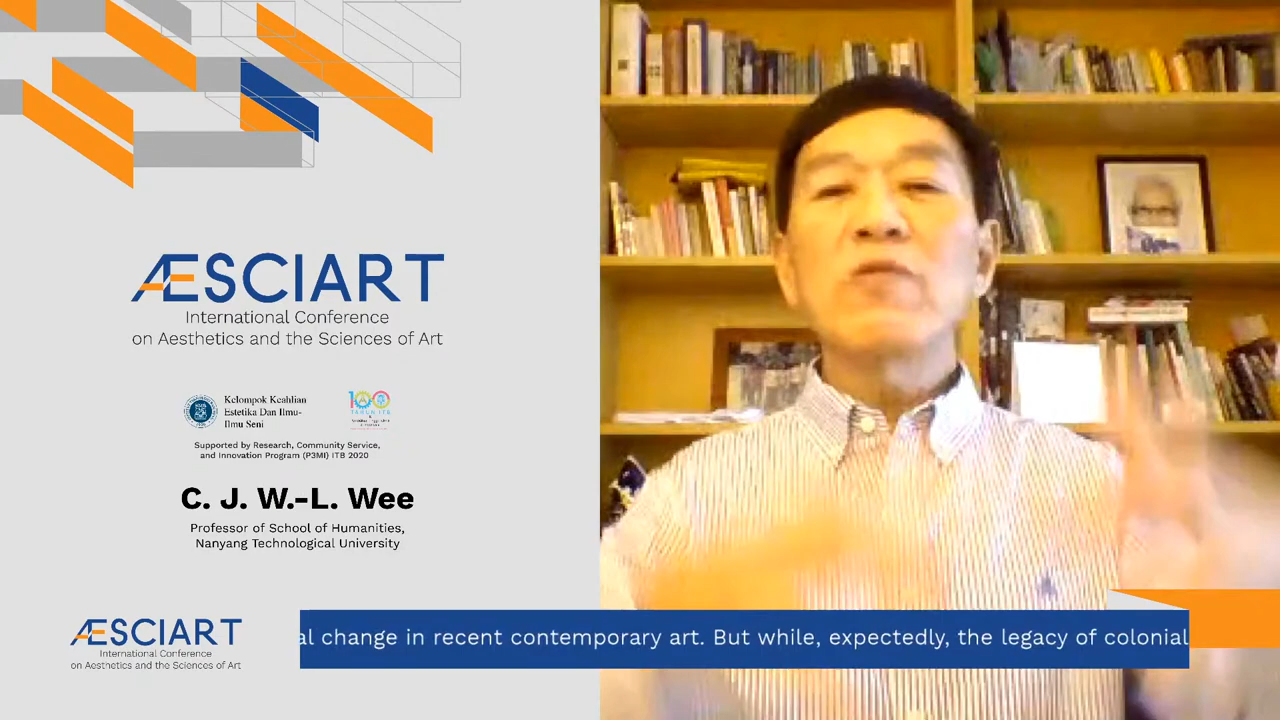 ÆSCIART
International Conference
on Aesthetics and the Sciences of Art
Kelompok Keahlian
Estetika Dan Ilmu-
Ilmu Seni
100
TAHUN ITB
Supported by Research, Community Service,
and Innovation Program (P3MI) ITB 2020
C. J. W.-L. Wee
Professor of School of Humanities,
Nanyang Technological University
ÆSCIART
International Conference
on Aesthetics and the Sciences of Art
al change in recent contemporary art. But while, expectedly, the legacy of colonial